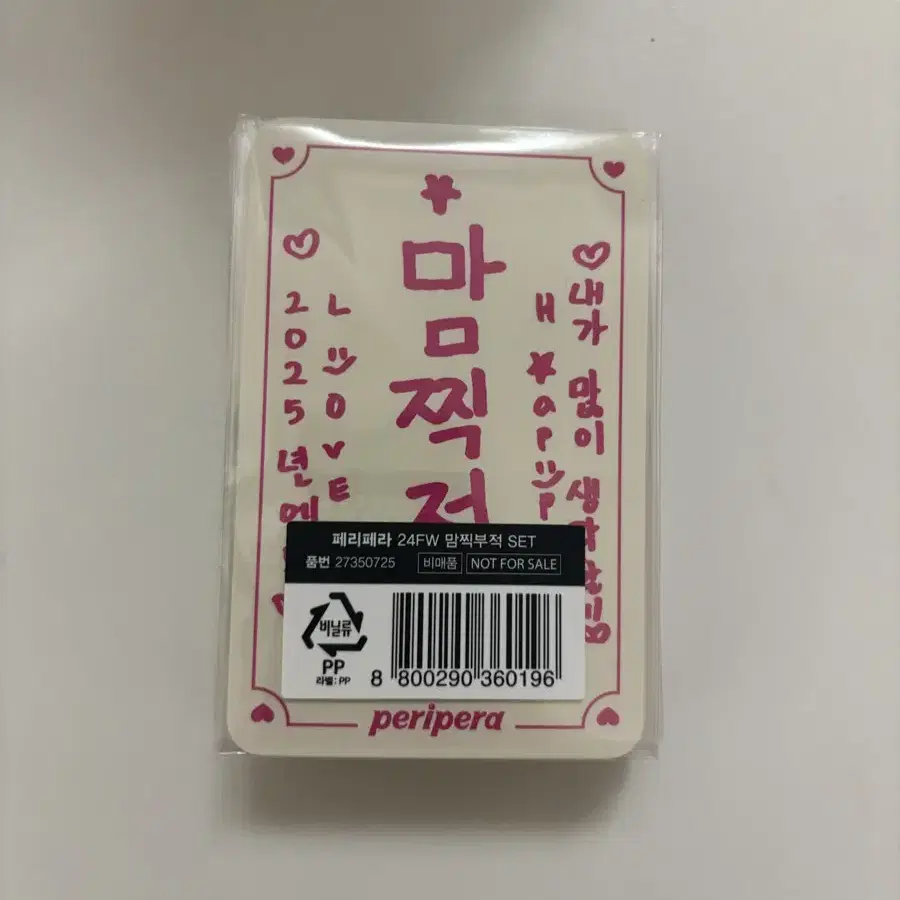 맘찍
2025년에
LOvE
HaPP
내가 많이
페리페라 24FW 맘찍부적 SET
품번 27350725 비매품 NOT FOR SALE
비닐류
PP
라벨: PP
8 800290 360196
peripera